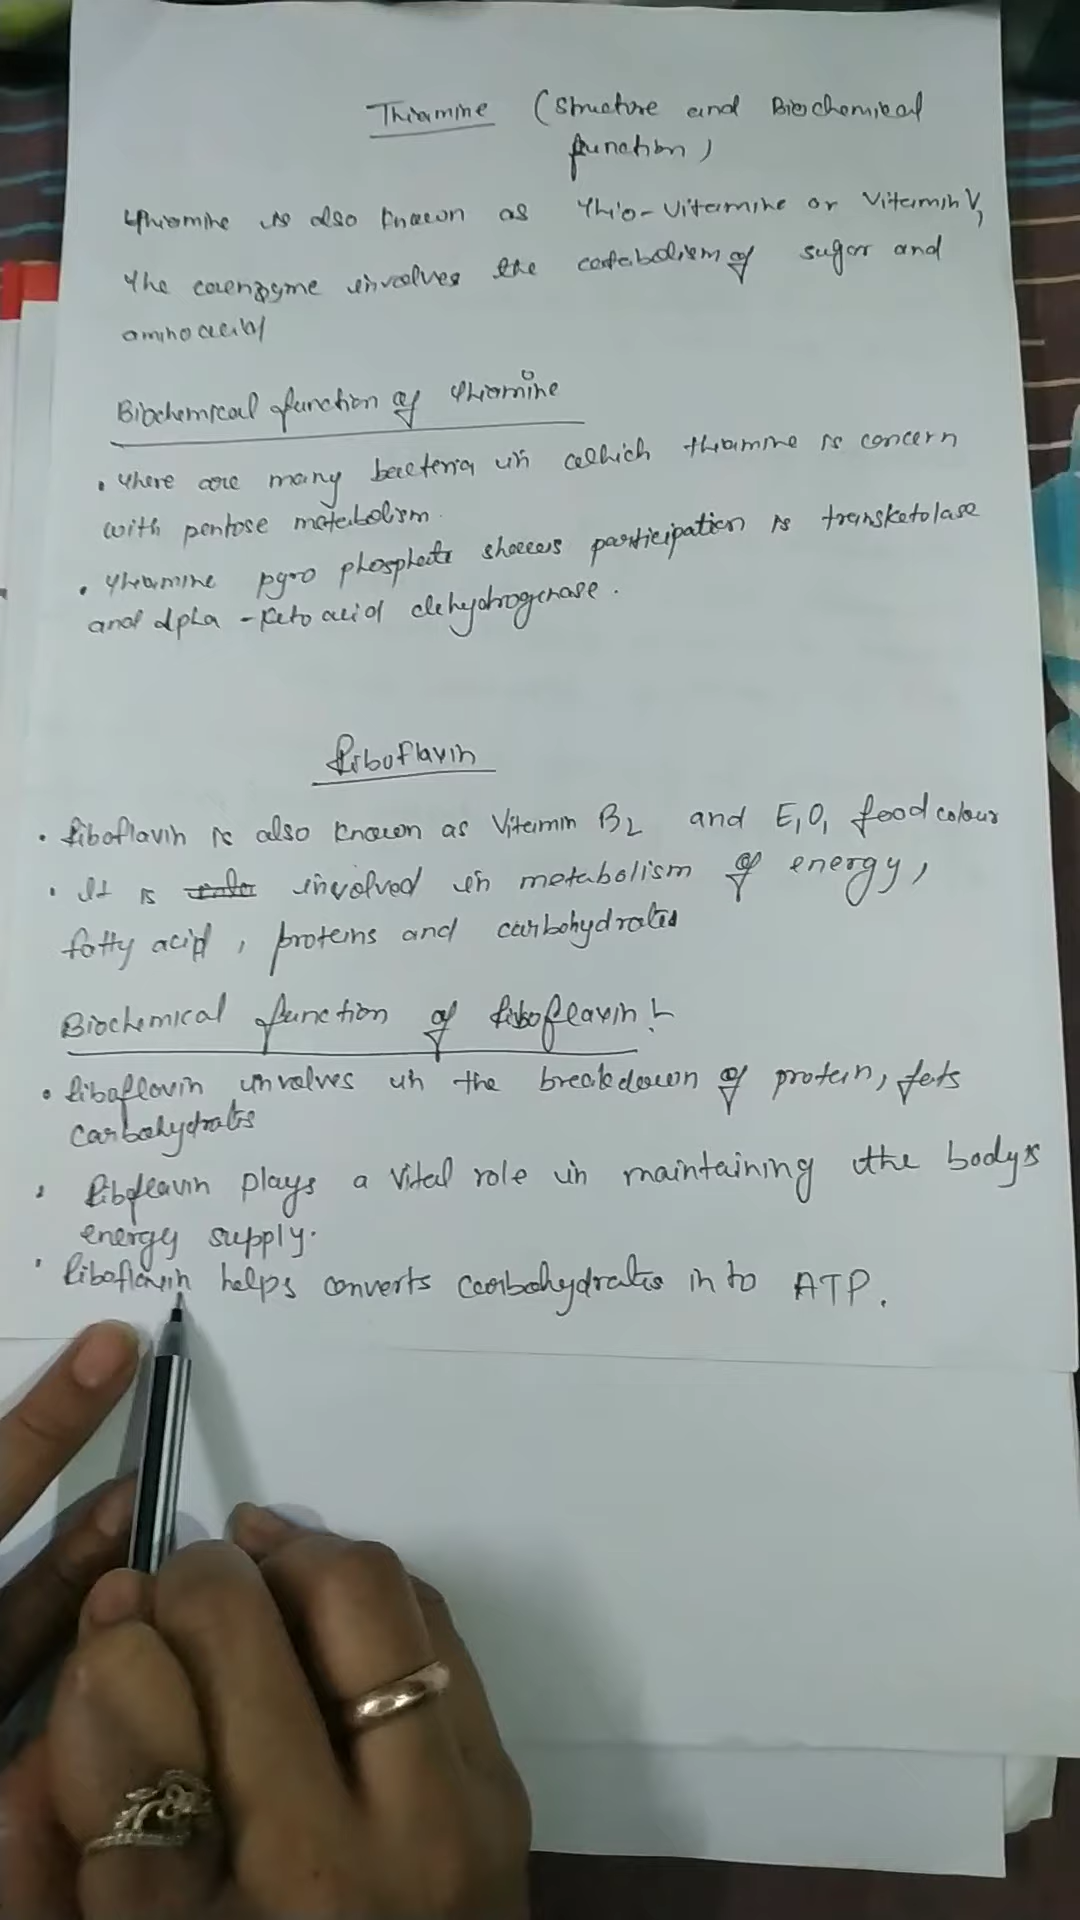 Thiamine (Structure and Biochemical
function)
Thiamine is also known as Thio-Vitamine or Vitamin V,
The coenzyme involves the catabolism of sugar and
amino acid
Biochemical function of Thiamine
• There are many bacteria in which thiamine is concern
with pentose matebolism.
• Thiamine pyro phosphate shows participation is transketolase
and alpha - Keto acid dehydrogenase.
Riboflavin
• Riboflavin is also known as Vitamin B2 and E,O, food colour
• It is involved in metabolism of energy,
fatty acid, proteins and carbohydrates
Biochemical function of Riboflavin :-
• Riboflavin involves in the breakdown of protein, fats
carbohydrates
• Riboflavin plays a Vital role in maintaining the body's
energy supply.
• Riboflavin helps converts carbohydrates in to ATP.